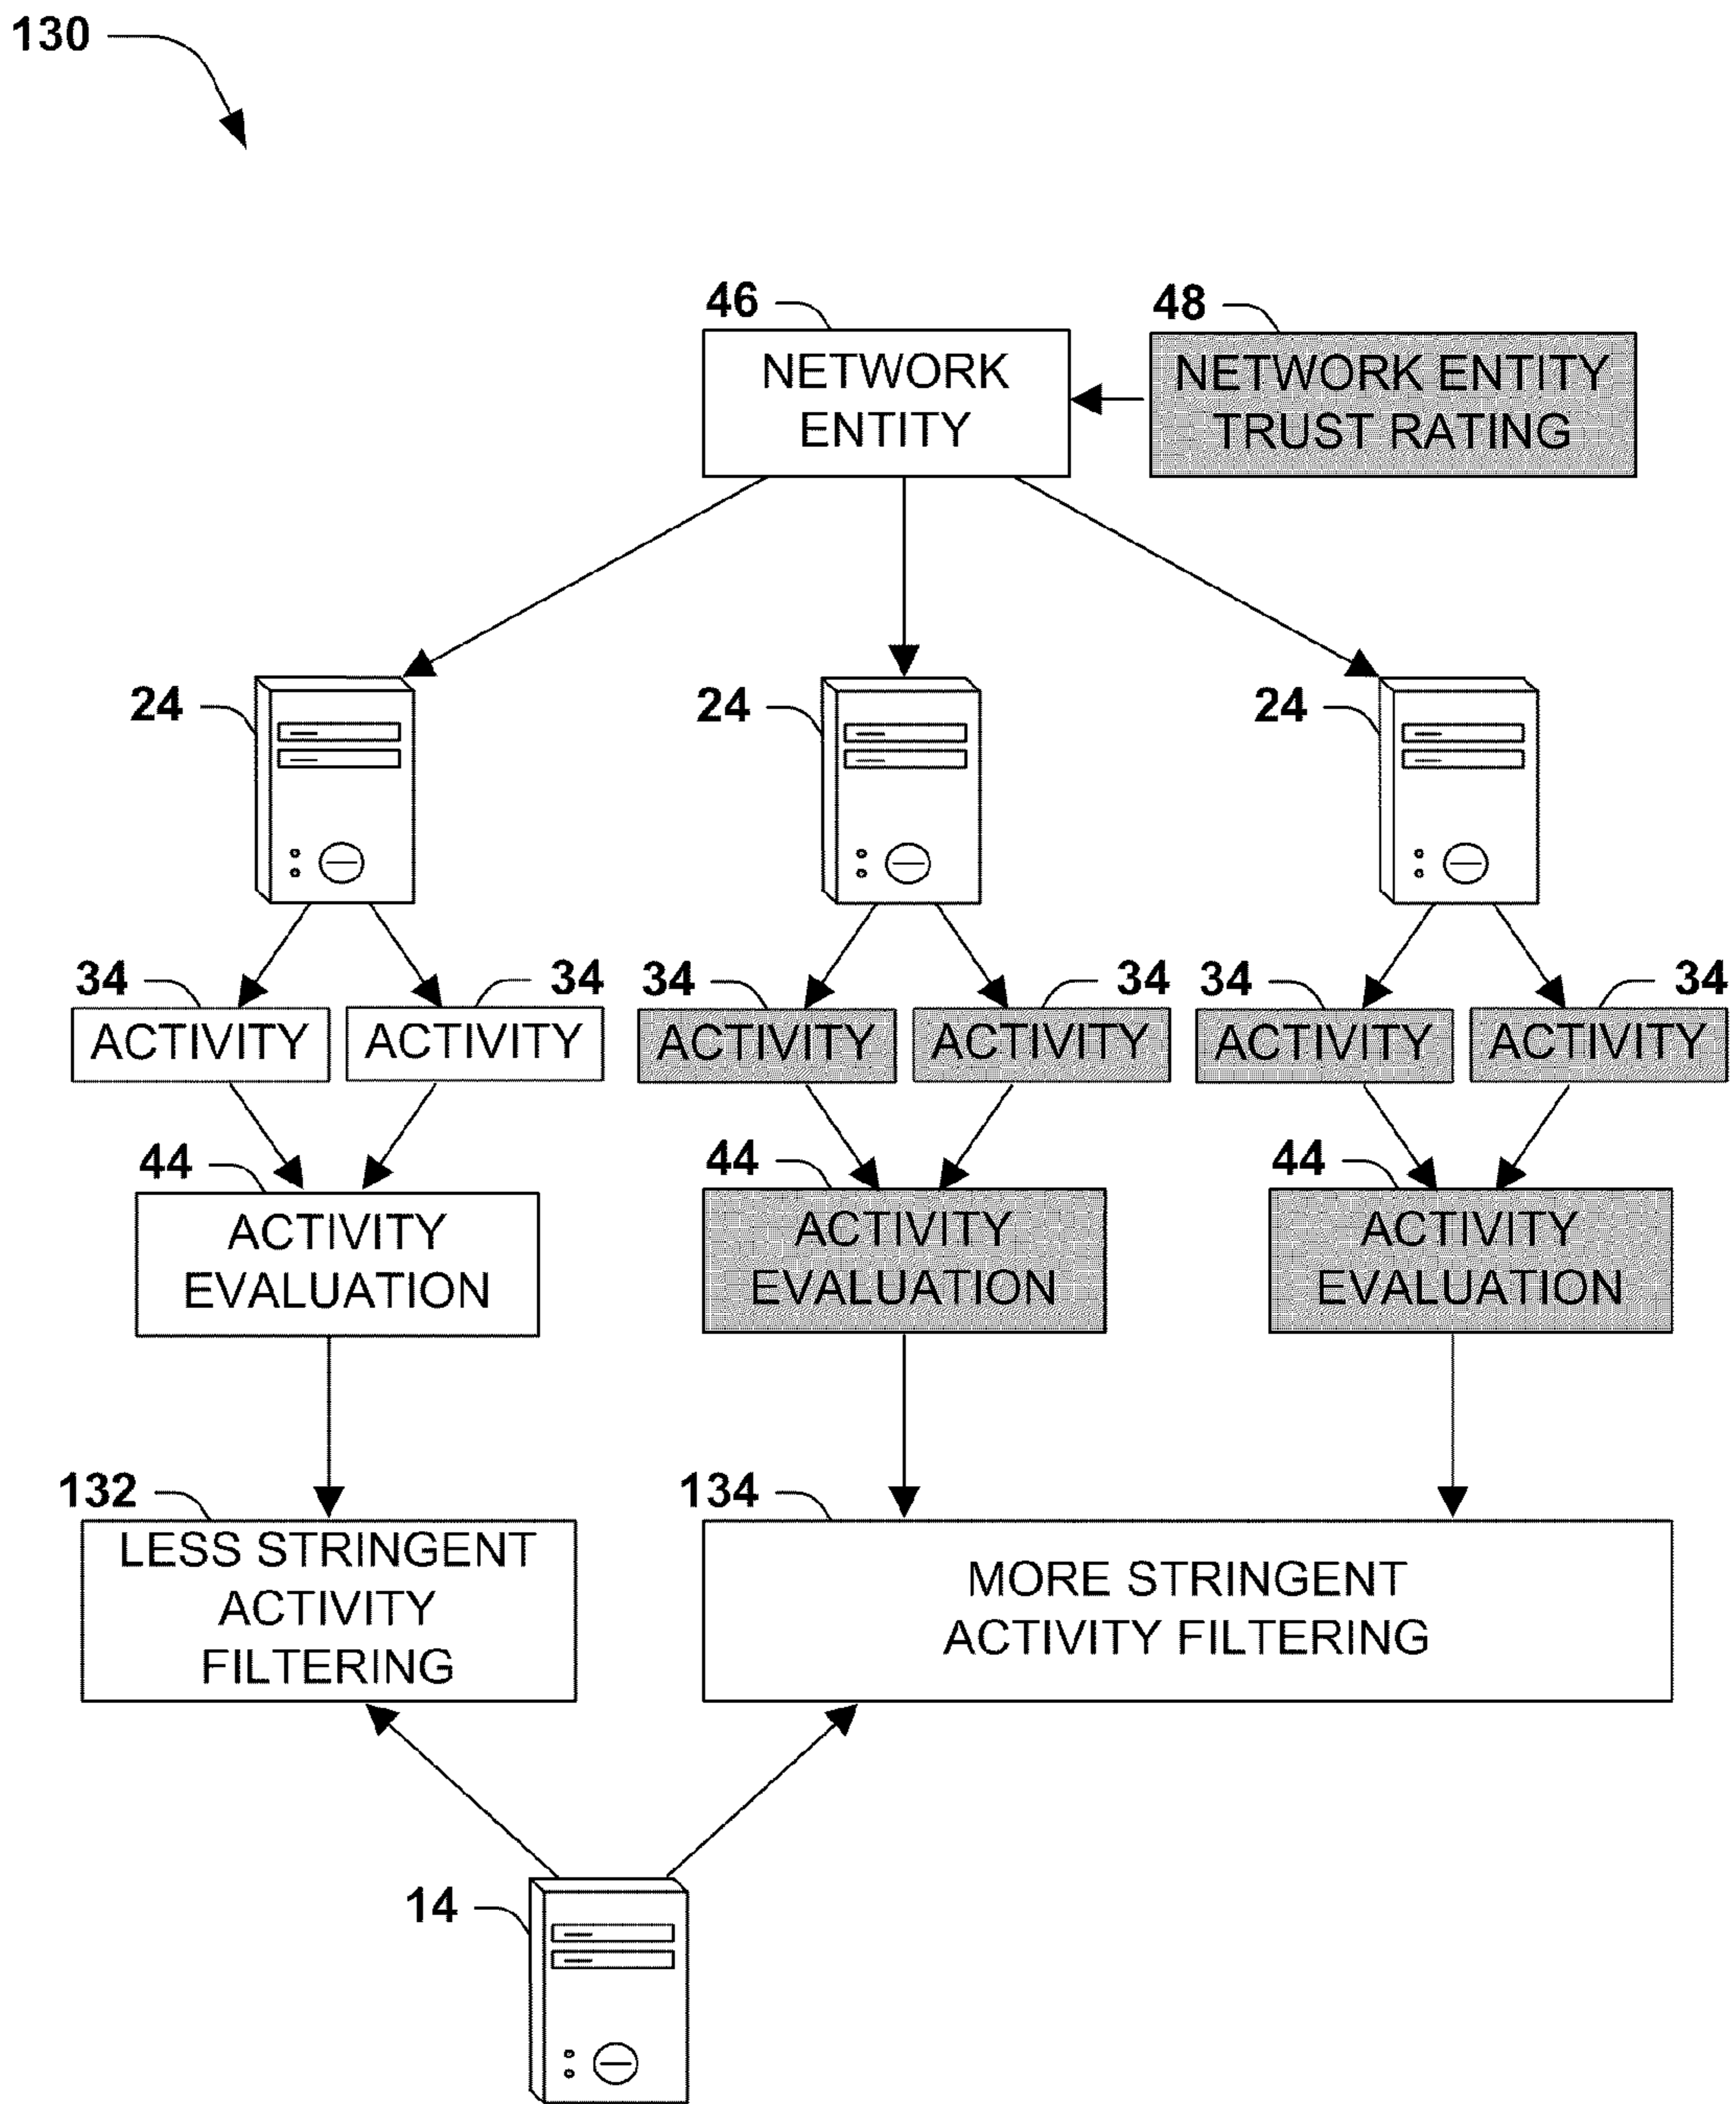 130
46
48
NETWORK
ENTITY
NETWORK ENTITY
TRUST RATING
24
24
24
34
34
34
34
34
34
ACTIVITY
ACTIVITY
ACTIVITY
ACTIVITY
ACTIVITY
ACTIVITY
44
44
44
ACTIVITY
EVALUATION
ACTIVITY
EVALUATION
ACTIVITY
EVALUATION
132
134
LESS STRINGENT
ACTIVITY
FILTERING
MORE STRINGENT
ACTIVITY FILTERING
14